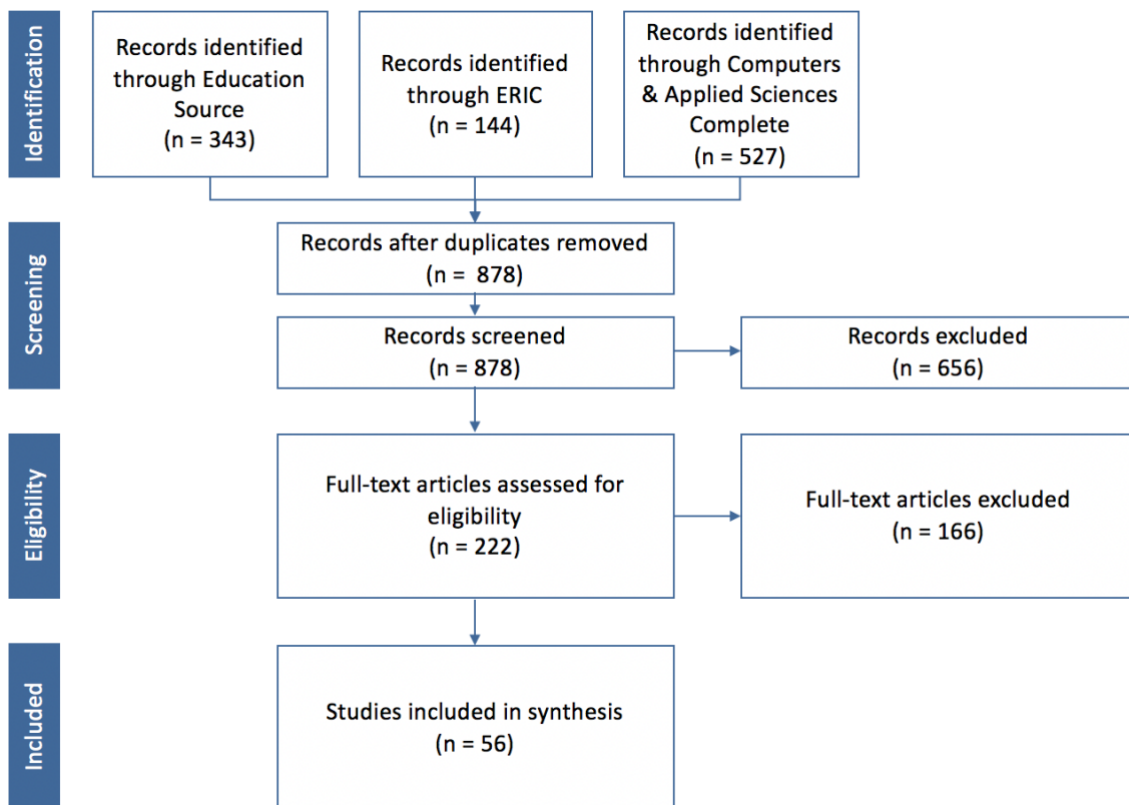 Identification
Records identified
through Education
Source
(n = 343)
Records identified
through ERIC
(n = 144)
Records identified
through Computers
& Applied Sciences
Complete
(n = 527)
Screening
Records after duplicates removed
(n =  878)
Records screened
(n = 878)
Records excluded
(n = 656)
Eligibility
Full-text articles assessed for
eligibility
(n = 222)
Full-text articles excluded
(n = 166)
Included
Studies included in synthesis
(n = 56)